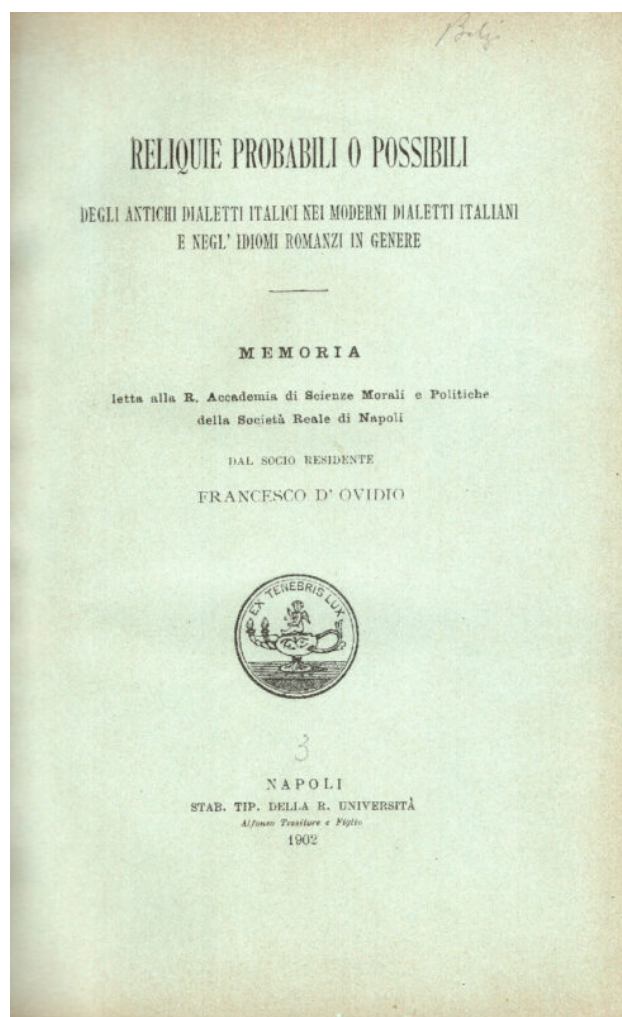 RELIQUIE PROBABILI O POSSIBILI
DEGLI ANTICHI DIALETTI ITALICI NEI MODERNI DIALETTI ITALIANI
E NEGL' IDIOMI ROMANZI IN GENERE
MEMORIA
letta alla R. Accademia di Scienze Morali e Politiche
della Società Reale di Napoli
DAL SOCIO RESIDENTE
FRANCESCO D' OVIDIO
EX TENEBRIS LUX
3
NAPOLI
STAB. TIP. DELLA R. UNIVERSITÀ
Alfonso Tessitore e Figlio
1902